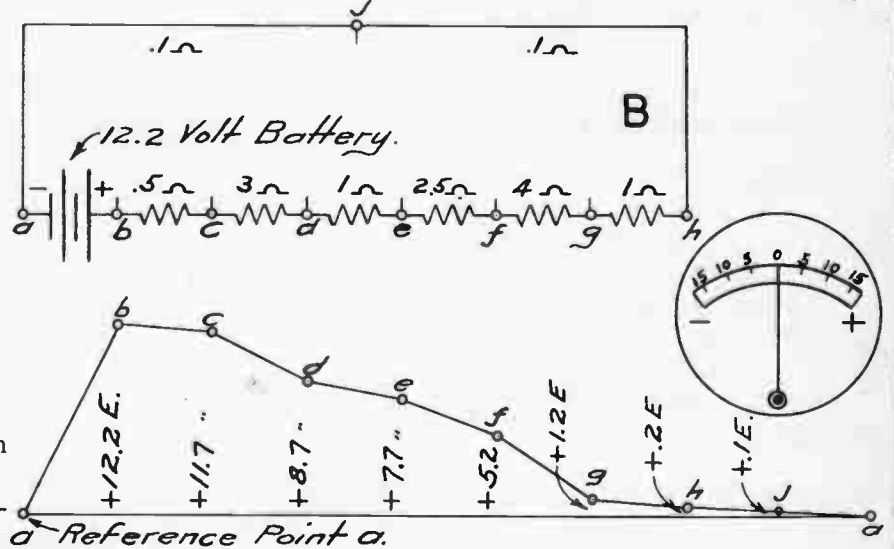 J
.1Ω .1Ω
B
12.2 Volt Battery.
- + .5Ω 3Ω 1Ω 2.5Ω 4Ω 1Ω
a b c d e f g h
15 10 5 0 5 10 15
- +
b c d e f g h J a
+12.2 E. +11.7 " +8.7 " +7.7 " +5.2 +1.2 E +.2 E +.1 E.
a Reference Point a.